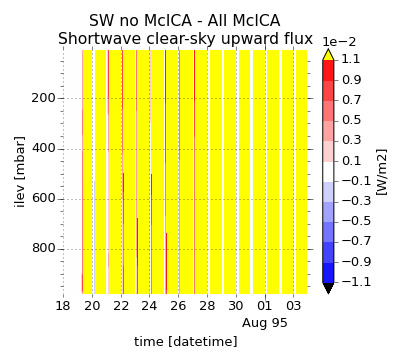 SW no McICA - All McICA
Shortwave clear-sky upward flux
1e−2
1.1
0.9
0.7
0.5
0.3
0.1
−0.1
−0.3
−0.5
−0.7
−0.9
−1.1
[W/m2]
ilev [mbar]
200
400
600
800
18 20 22 24 26 28 30 01 03
Aug 95
time [datetime]